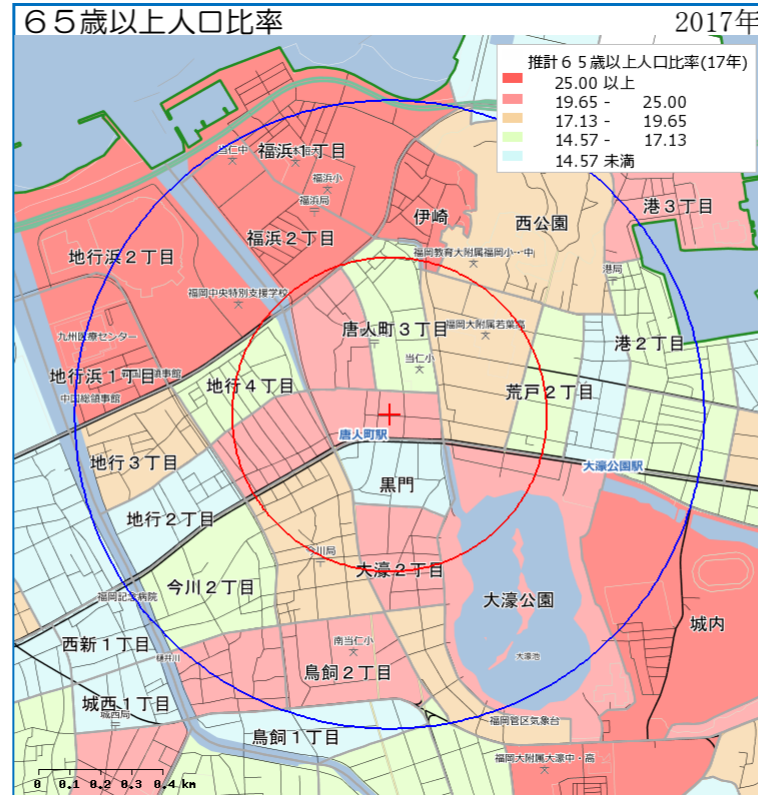 ６５歳以上人口比率
2017年
推計６５歳以上人口比率(17年)
25.00 以上
19.65 - 25.00
17.13 - 19.65
14.57 - 17.13
14.57 未満
福浜１丁目
当仁中
福浜小
福浜局
伊崎
西公園
港３丁目
福浜２丁目
地行浜２丁目
福岡教育大附属福岡小・中
港局
福岡中央特別支援学校
九州医療センター
唐人町３丁目
福岡大附属若葉高
港２丁目
当仁小
地行浜１丁目
中国総領事館
地行４丁目
荒戸２丁目
唐人町駅
地行３丁目
大濠公園駅
黒門
地行２丁目
今川局
大濠２丁目
今川２丁目
福岡記念病院
大濠公園
城内
西新１丁目
樋井川
南当仁小
大濠池
鳥飼２丁目
城西１丁目
城西局
鳥飼１丁目
福岡管区気象台
福岡大附属大濠中・高
0 0.1 0.2 0.3 0.4 km